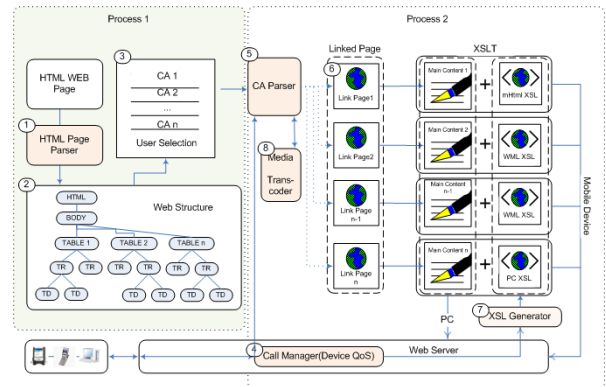 Process 1
Process 2
3
5
Linked Page
XSLT
HTML WEB
Page
CA 1
CA 2
...
CA n
User Selection
CA Parser
6
Link Page1
Main Content 1
+
mHtml XSL
1
HTML Page
Parser
8
Media
Trans-
coder
Link Page2
Main Content 2
+
WML XSL
2
Web Structure
HTML
BODY
TABLE 1
TABLE 2
TABLE n
TR
TR
TR
TR
TR
TR
TD
TD
TD
TD
TD
TD
Link Page
n-1
Main Content
n-1
+
WML XSL
Link Page
n
Main Content n
+
PC XSL
Mobile Device
PC
7
XSL Generator
4
Call Manager(Device QoS)
Web Server